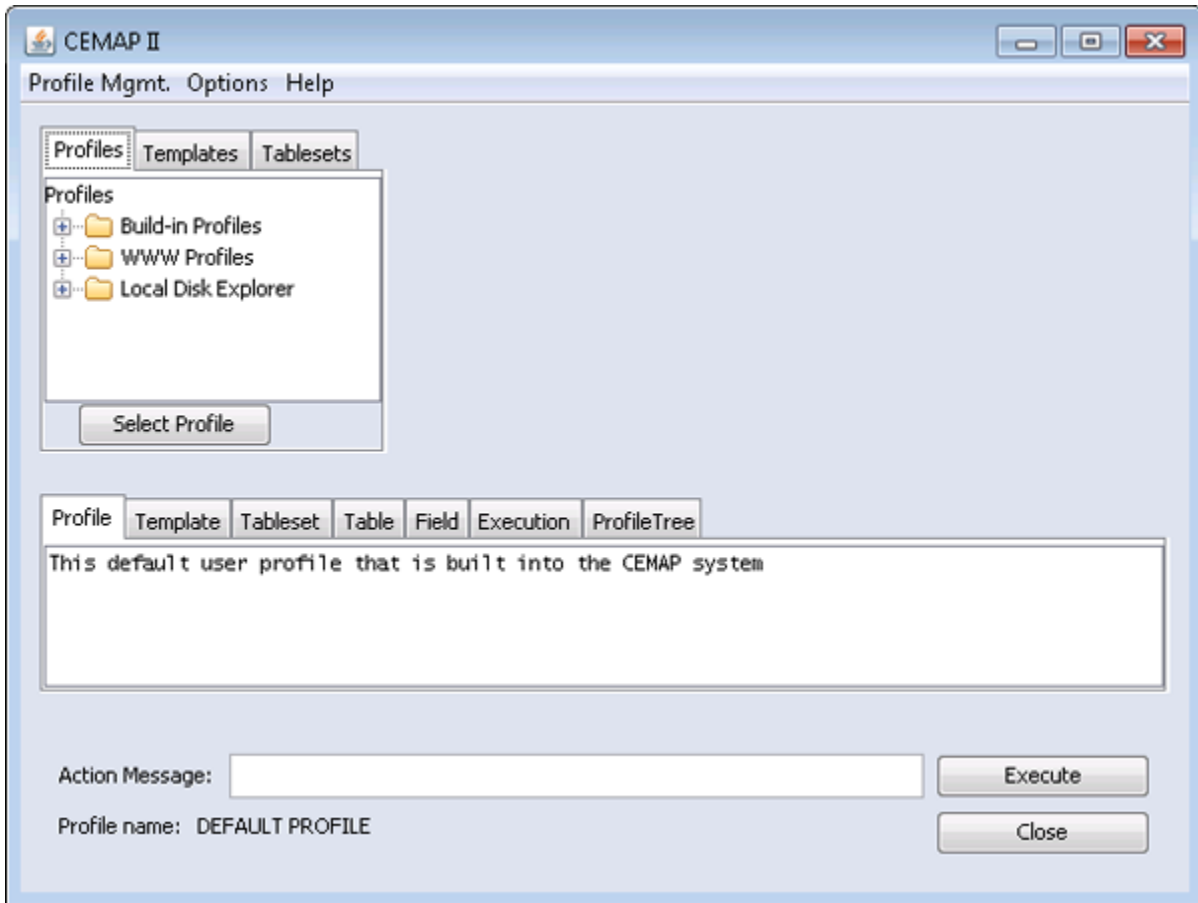 CEMAP II
Profile Mgmt. Options Help
Profiles Templates Tablesets
Profiles
Build-in Profiles
WWW Profiles
Local Disk Explorer
Select Profile
Profile Template Tableset Table Field Execution ProfileTree
This default user profile that is built into the CEMAP system
Action Message: Execute
Profile name: DEFAULT PROFILE Close